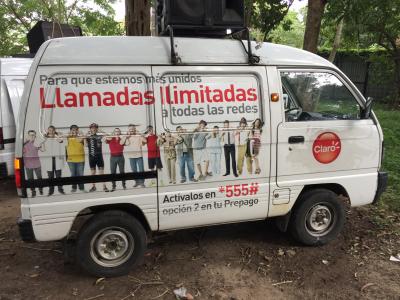 Para que estemos más unidos
Llamadas Ilimitadas
a todas las redes
Claro
Actívalos en *555#
opción 2 en tu Prepago